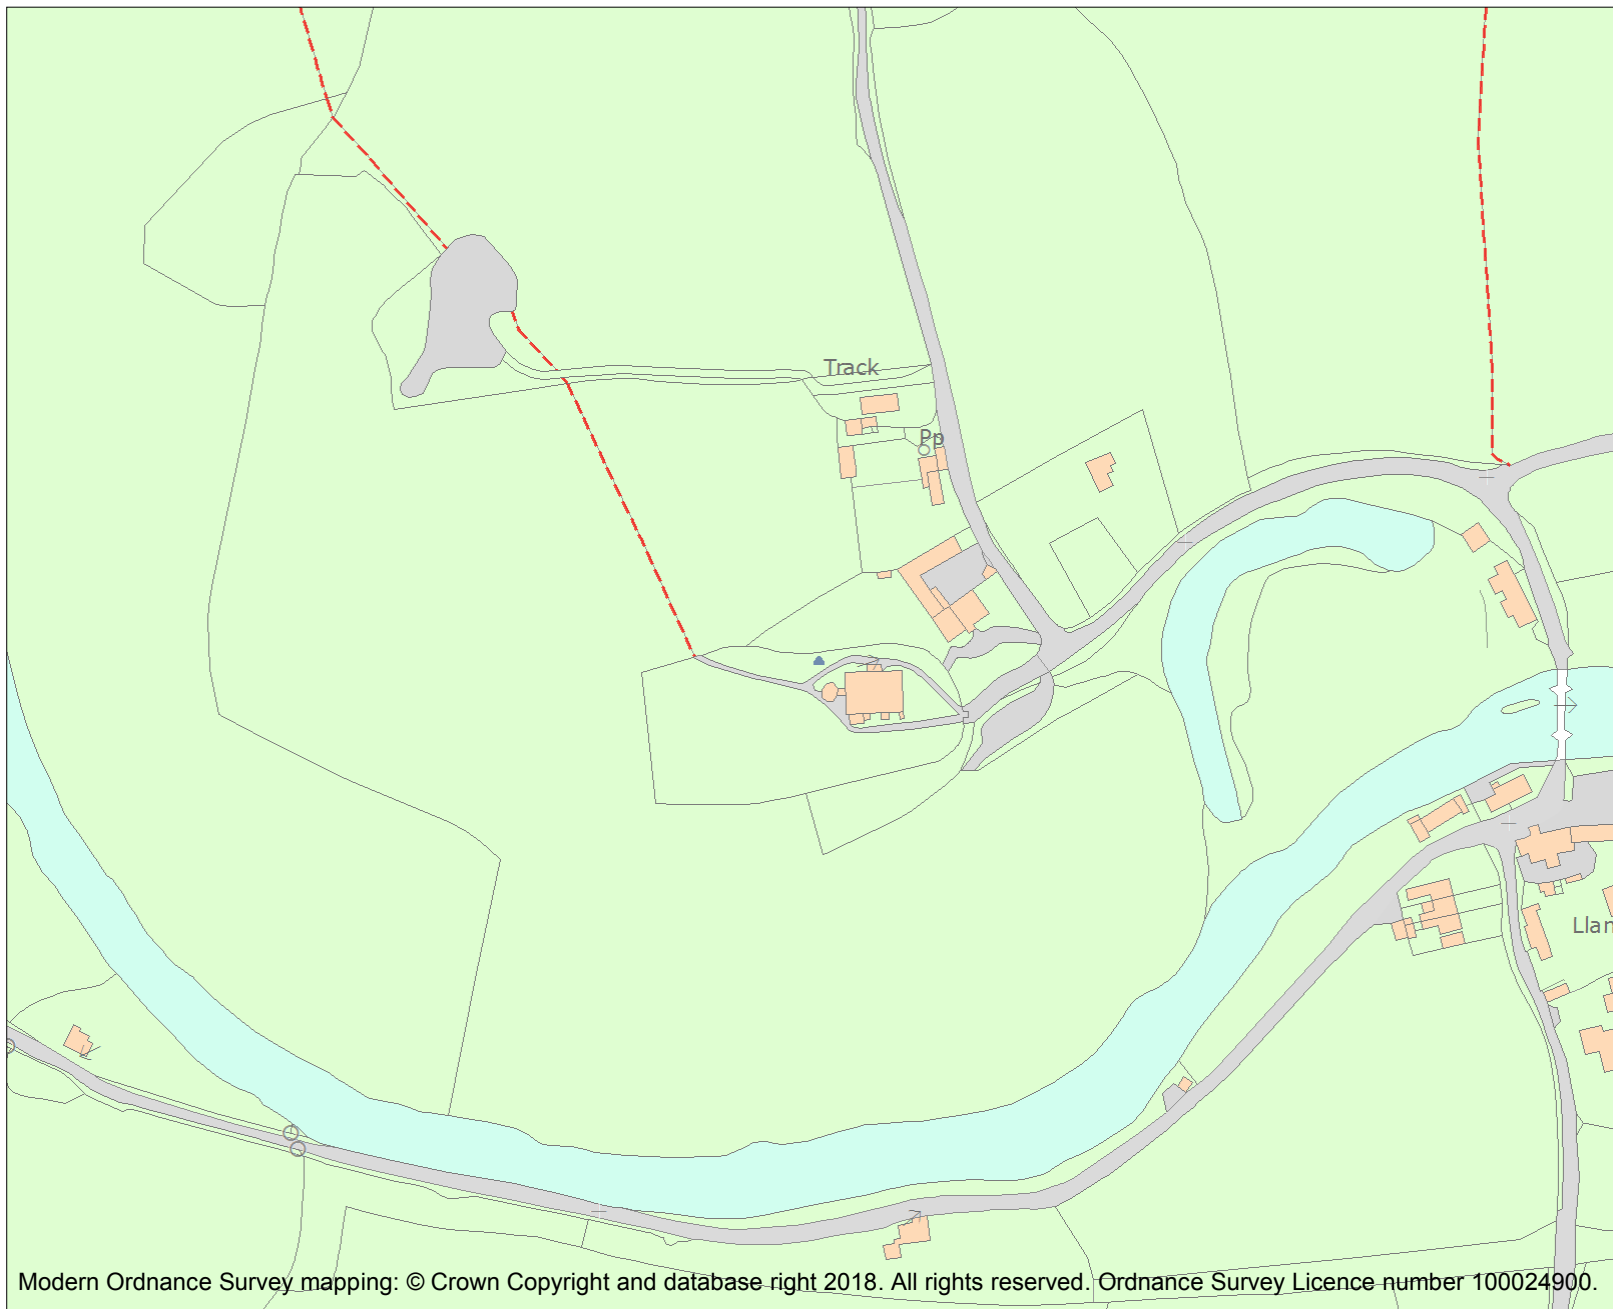 Track
Pp
Llan
Modern Ordnance Survey mapping: © Crown Copyright and database right 2018. All rights reserved. Ordnance Survey Licence number 100024900.